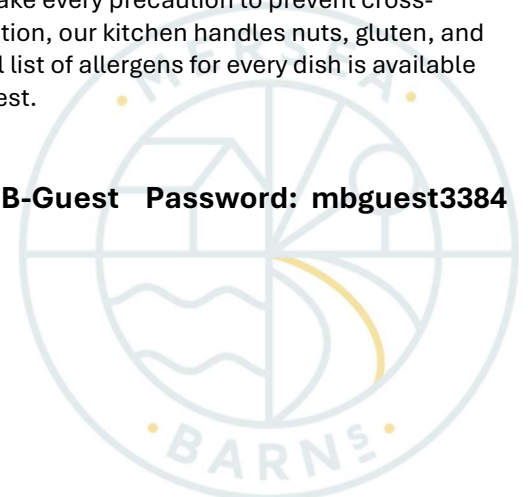 ake every precaution to prevent cross-
tion, our kitchen handles nuts, gluten, and
l list of allergens for every dish is available
est.
MERSEA
B-Guest Password: mbguest3384
BARNS